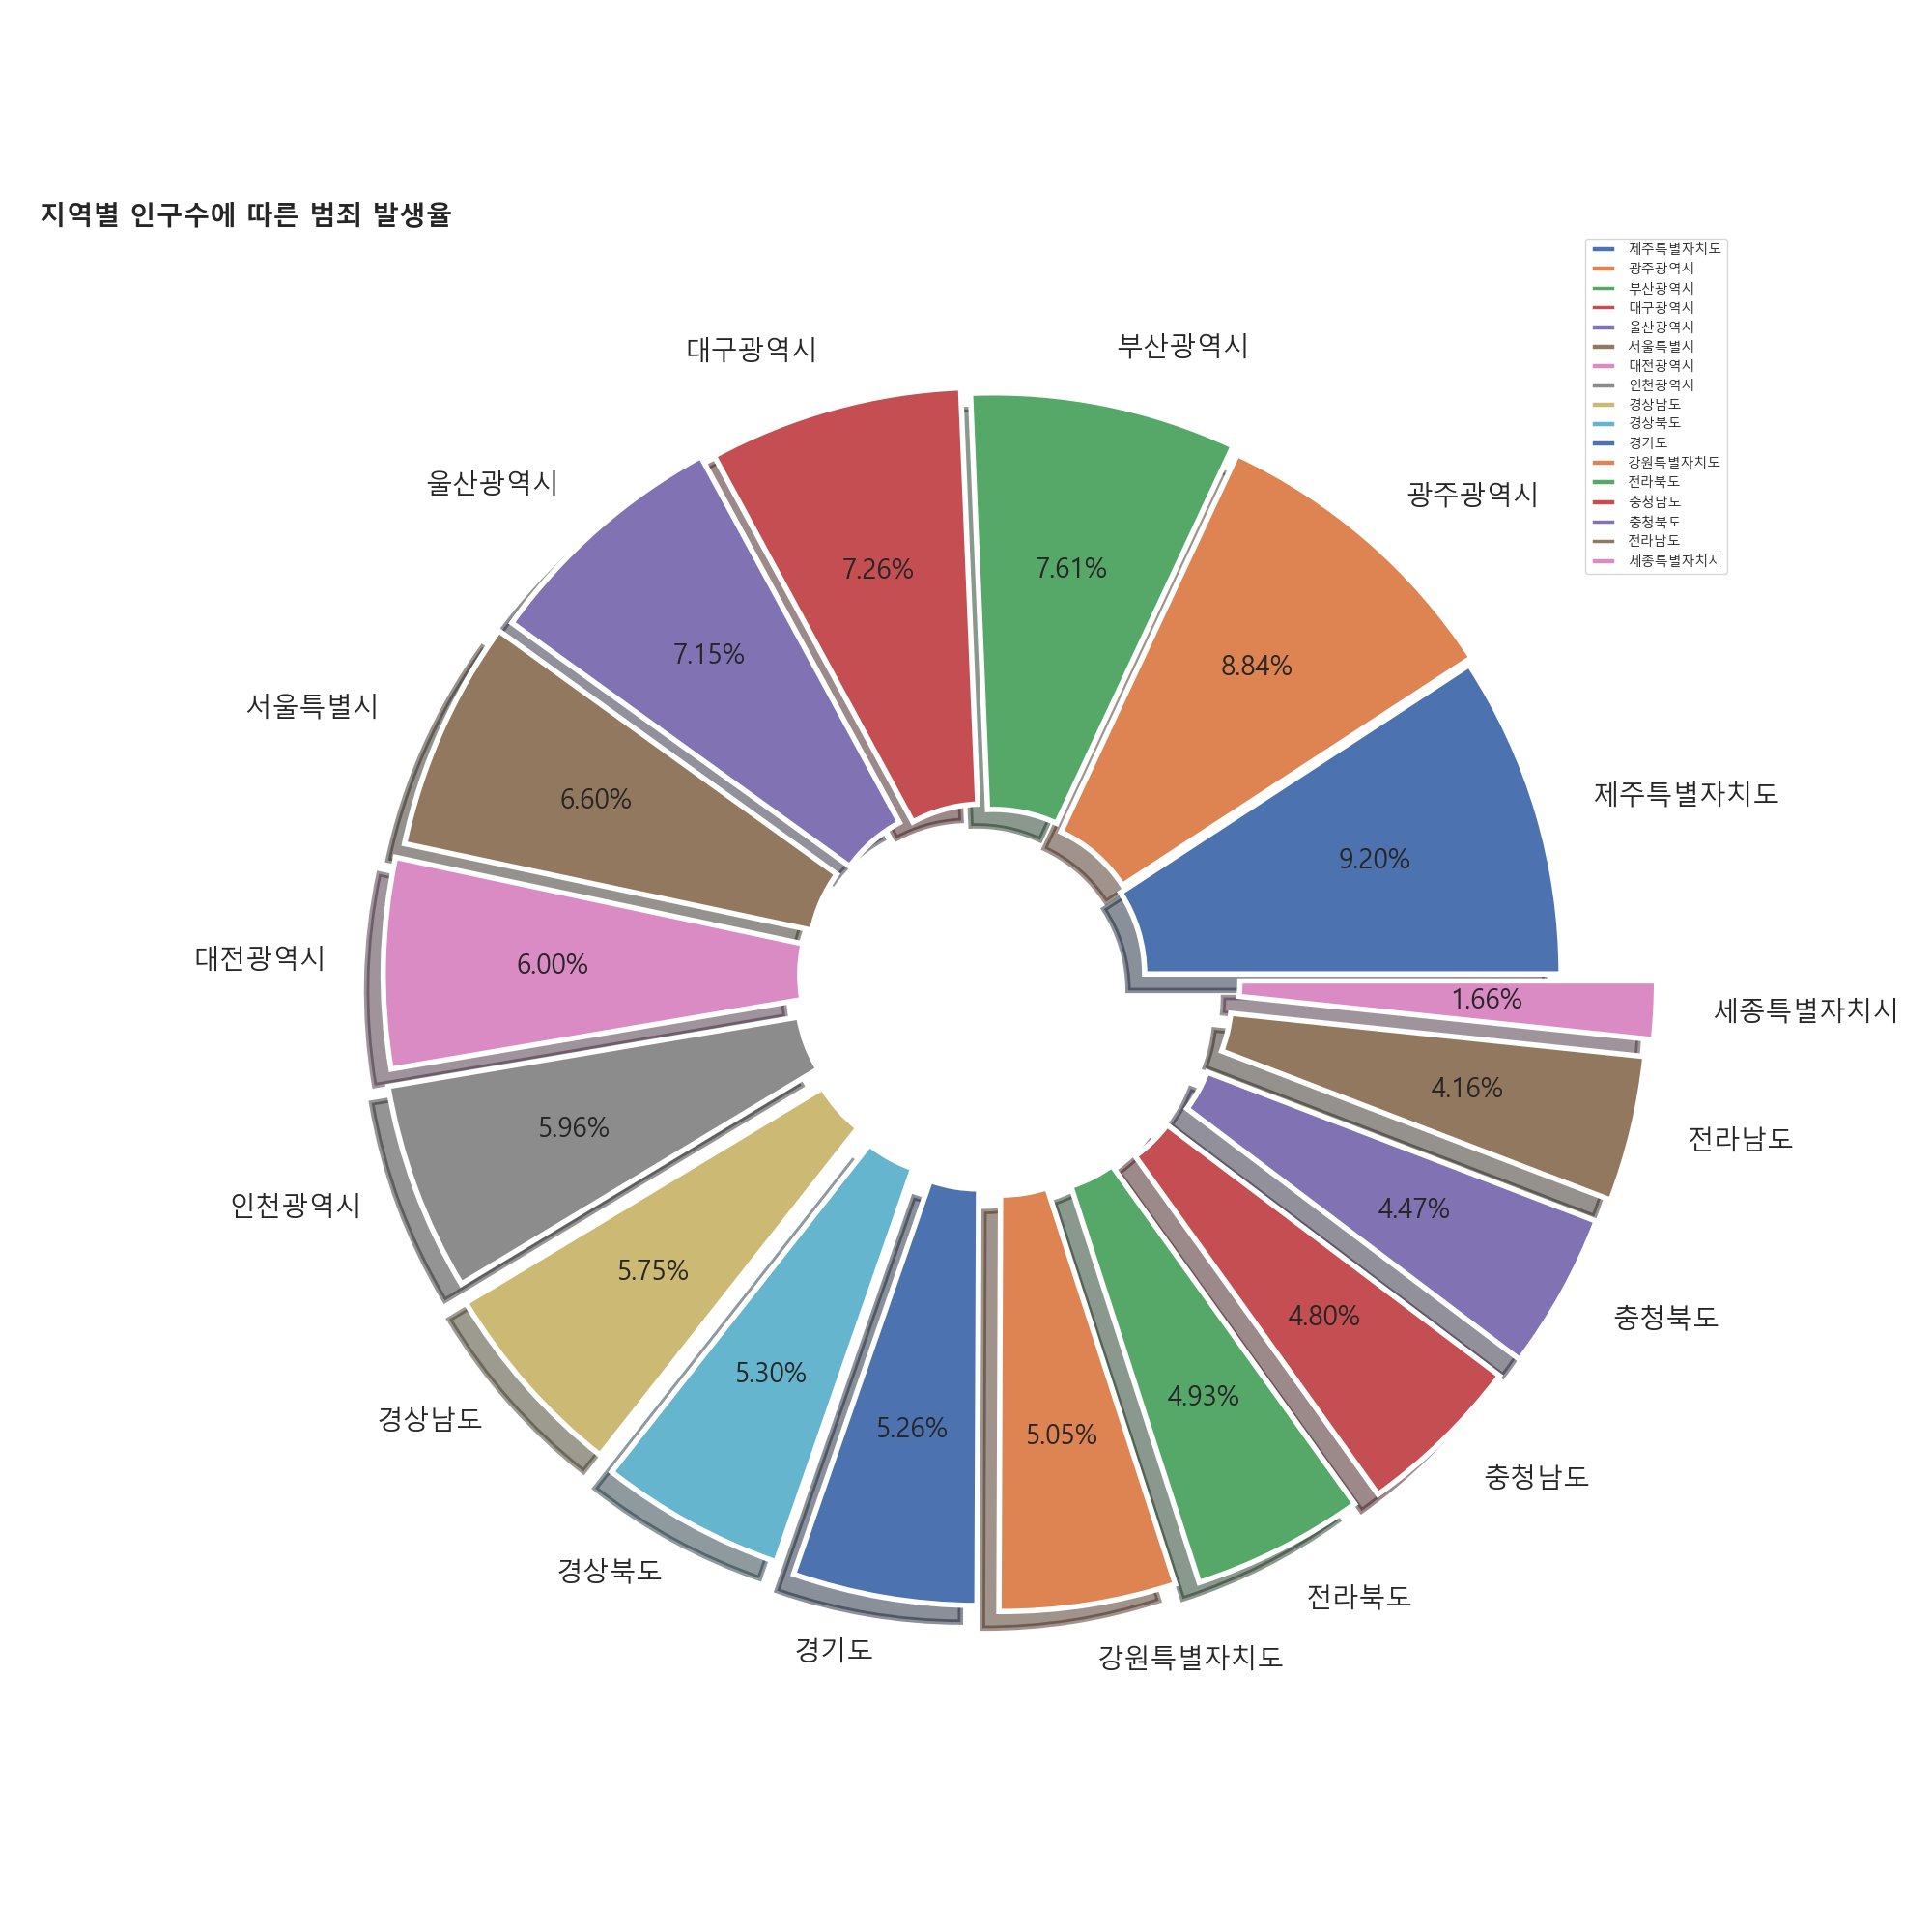 지역별 인구수에 따른 범죄 발생율
제주특별자치도
광주광역시
부산광역시
대구광역시
울산광역시
서울특별시
대전광역시
인천광역시
경상남도
경상북도
경기도
강원특별자치도
전라북도
충청남도
충청북도
전라남도
세종특별자치시
제주특별자치도
9.20%
광주광역시
8.84%
부산광역시
7.61%
대구광역시
7.26%
울산광역시
7.15%
서울특별시
6.60%
대전광역시
6.00%
인천광역시
5.96%
경상남도
5.75%
경상북도
5.30%
경기도
5.26%
강원특별자치도
5.05%
전라북도
4.93%
충청남도
4.80%
충청북도
4.47%
전라남도
4.16%
세종특별자치시
1.66%